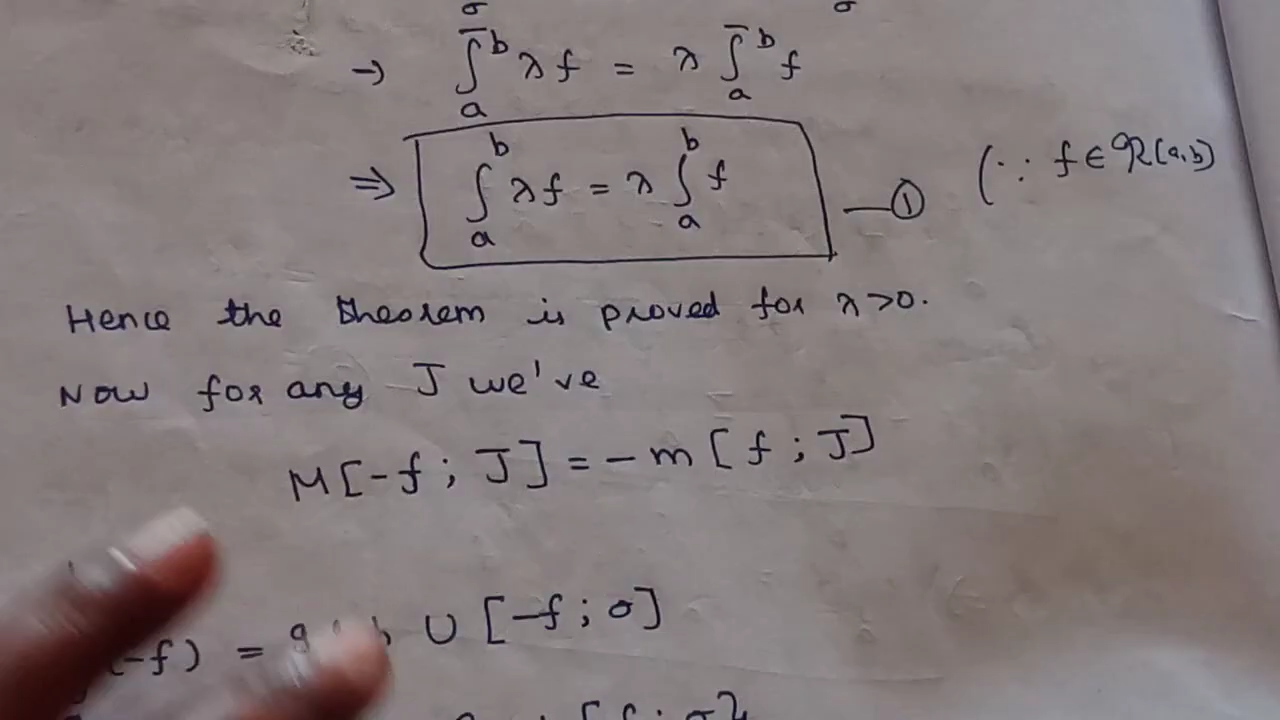 σ σ
→ ∫̄ₐᵇ λf = λ ∫̄ₐᵇ f
⇒ ∫ₐᵇ λf = λ ∫ₐᵇ f —① (∵ f ∈ ℛ(a,b)
Hence the theorem is proved for λ>0.
Now for any J we've
M[-f ; J] = -m [f ; J]
(-f) = U [-f ; σ]
[f ; σ]